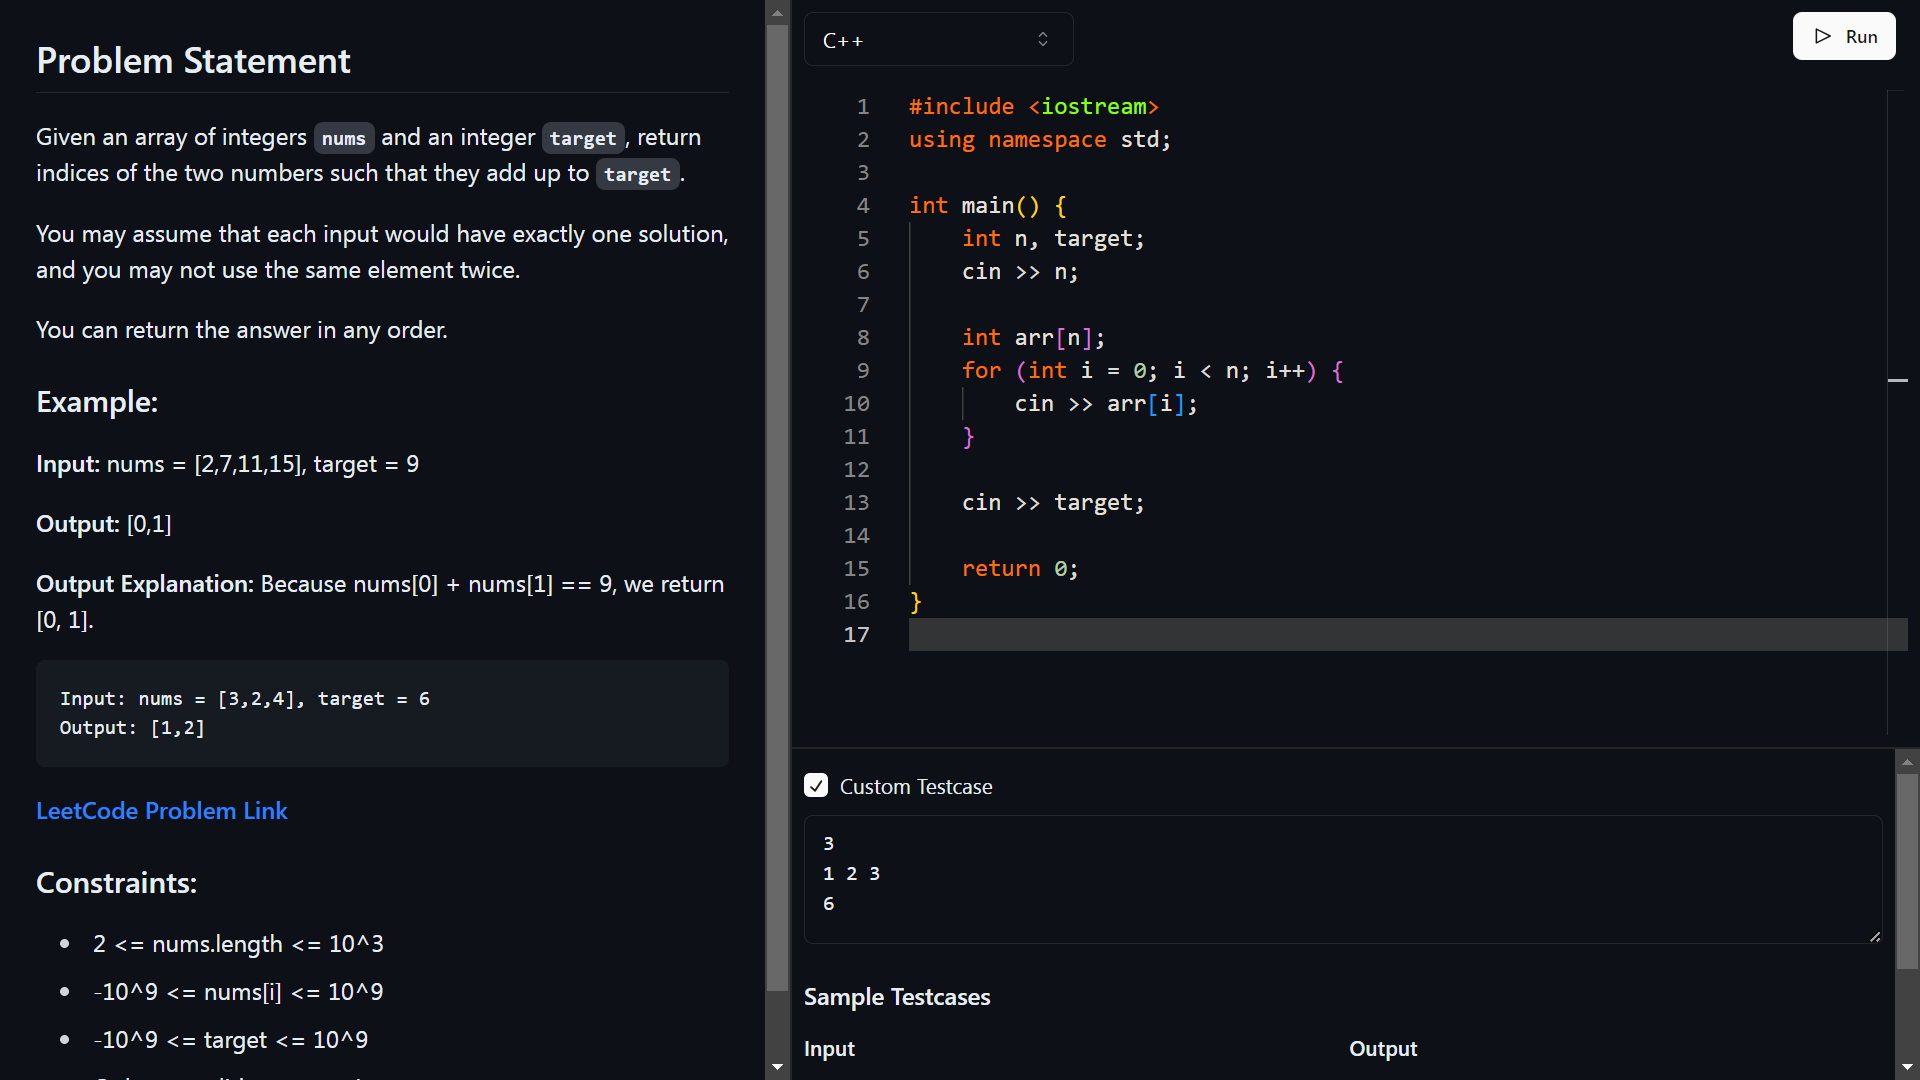 Problem Statement
Given an array of integers nums and an integer target, return
indices of the two numbers such that they add up to target.
You may assume that each input would have exactly one solution,
and you may not use the same element twice.
You can return the answer in any order.
Example:
Input: nums = [2,7,11,15], target = 9
Output: [0,1]
Output Explanation: Because nums[0] + nums[1] == 9, we return
[0, 1].
Input: nums = [3,2,4], target = 6
Output: [1,2]
LeetCode Problem Link
Constraints:
2 <= nums.length <= 10^3
-10^9 <= nums[i] <= 10^9
-10^9 <= target <= 10^9
C++
Run
1 #include <iostream>
2 using namespace std;
3
4 int main() {
5 int n, target;
6 cin >> n;
7
8 int arr[n];
9 for (int i = 0; i < n; i++) {
10 cin >> arr[i];
11 }
12
13 cin >> target;
14
15 return 0;
16 }
17
Custom Testcase
3
1 2 3
6
Sample Testcases
Input Output